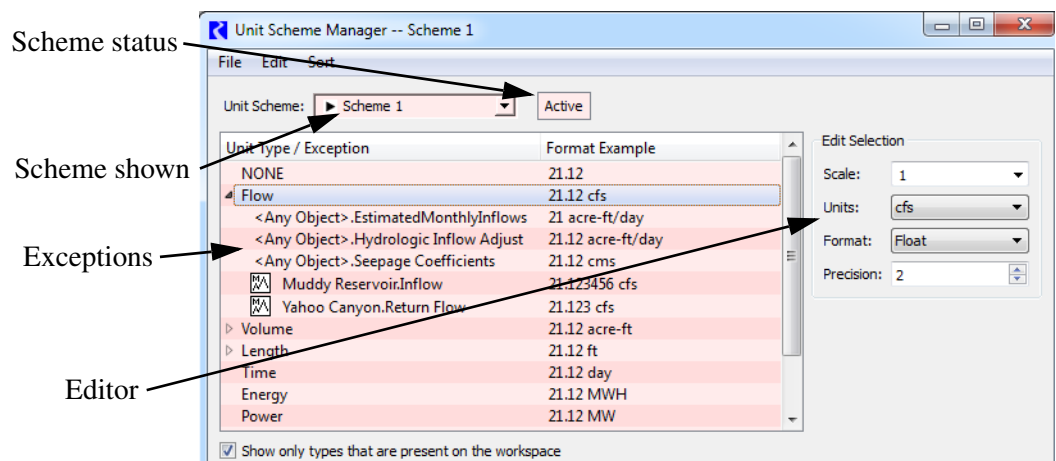 Scheme status
Unit Scheme Manager -- Scheme 1
File Edit Sort
Unit Scheme: Scheme 1 Active
Scheme shown
Unit Type / Exception Format Example
Edit Selection
NONE 21.12
Scale: 1
Flow 21.12 cfs
Units: cfs
<Any Object>.EstimatedMonthlyInflows 21 acre-ft/day
Exceptions
<Any Object>.Hydrologic Inflow Adjust 21.12 acre-ft/day
Format: Float
<Any Object>.Seepage Coefficients 21.12 cms
Precision: 2
Muddy Reservoir.Inflow 21.123456 cfs
Yahoo Canyon.Return Flow 21.123 cfs
Volume 21.12 acre-ft
Length 21.12 ft
Editor
Time 21.12 day
Energy 21.12 MWH
Power 21.12 MW
Show only types that are present on the workspace